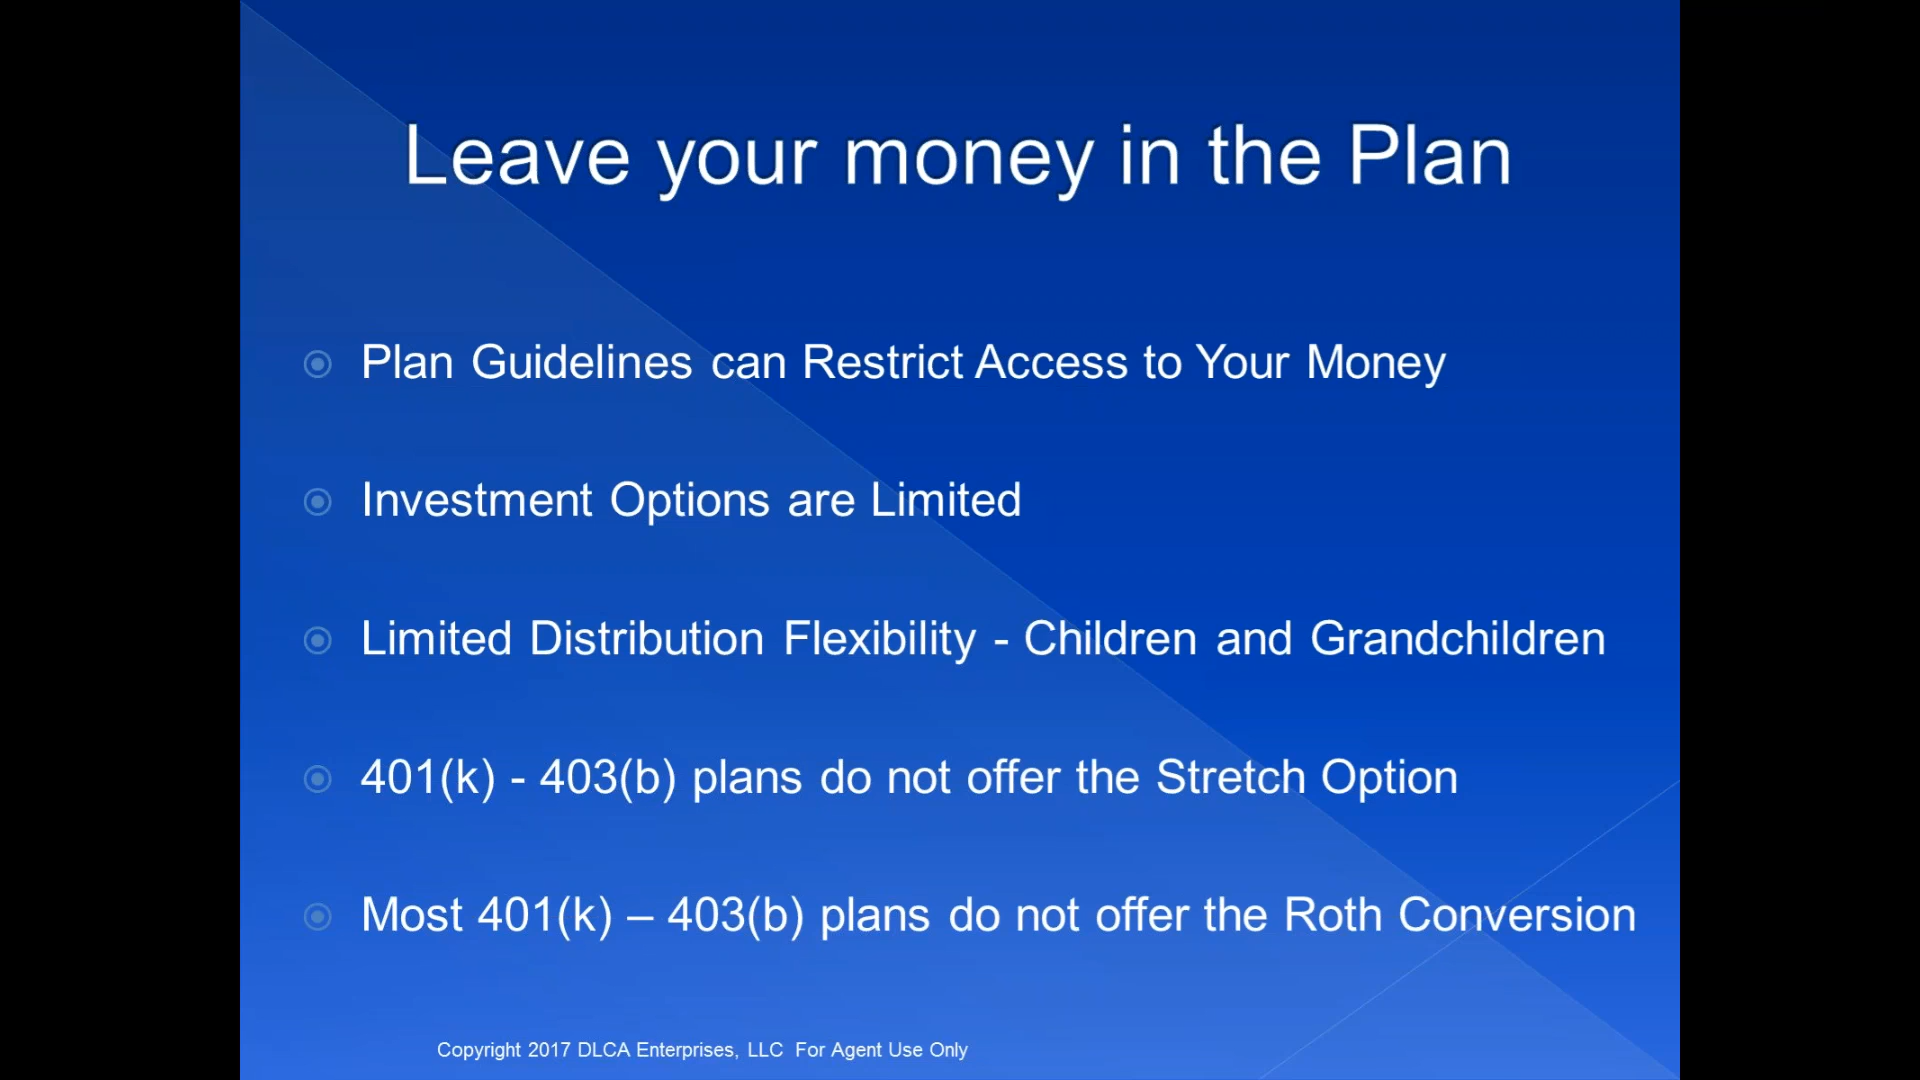 Leave your money in the Plan
Plan Guidelines can Restrict Access to Your Money
Investment Options are Limited
Limited Distribution Flexibility - Children and Grandchildren
401(k) - 403(b) plans do not offer the Stretch Option
Most 401(k) – 403(b) plans do not offer the Roth Conversion
Copyright 2017 DLCA Enterprises, LLC  For Agent Use Only